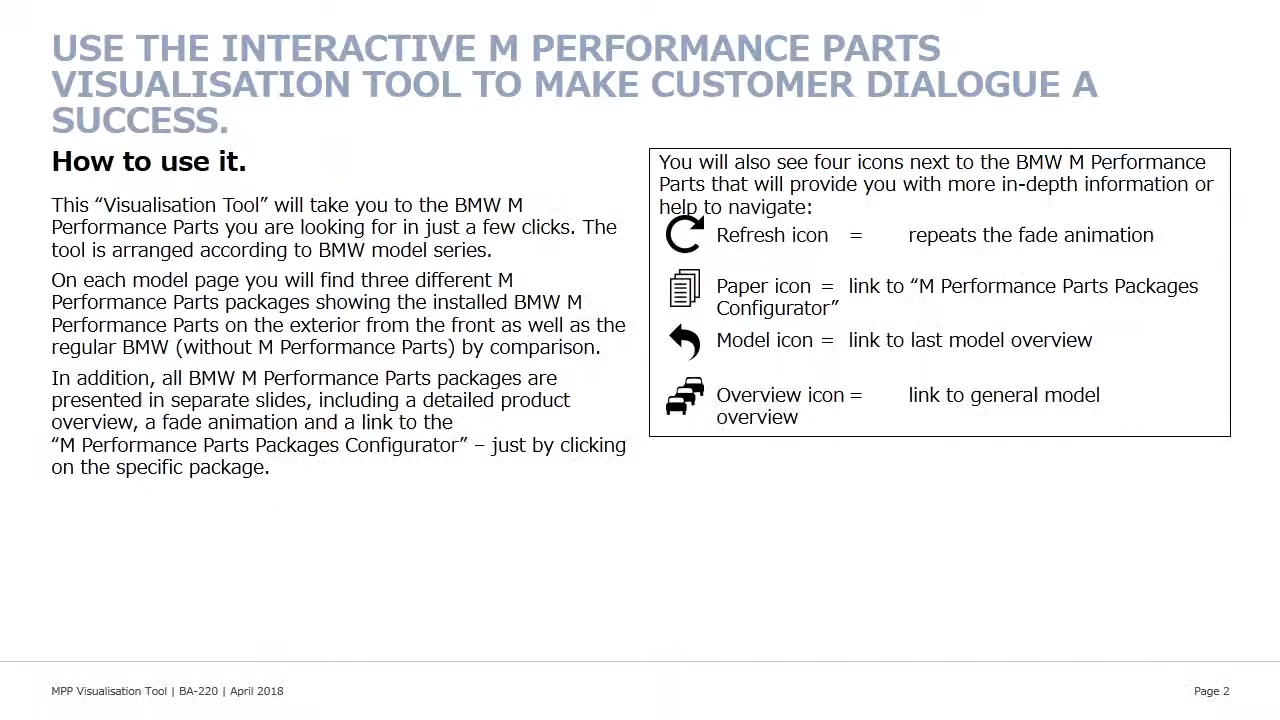 USE THE INTERACTIVE M PERFORMANCE PARTS
VISUALISATION TOOL TO MAKE CUSTOMER DIALOGUE A
SUCCESS.
How to use it.
This “Visualisation Tool” will take you to the BMW M
Performance Parts you are looking for in just a few clicks. The
tool is arranged according to BMW model series.
On each model page you will find three different M
Performance Parts packages showing the installed BMW M
Performance Parts on the exterior from the front as well as the
regular BMW (without M Performance Parts) by comparison.
In addition, all BMW M Performance Parts packages are
presented in separate slides, including a detailed product
overview, a fade animation and a link to the
“M Performance Parts Packages Configurator” – just by clicking
on the specific package.
You will also see four icons next to the BMW M Performance
Parts that will provide you with more in-depth information or
help to navigate:
Refresh icon = repeats the fade animation
Paper icon = link to “M Performance Parts Packages
Configurator”
Model icon = link to last model overview
Overview icon = link to general model
overview
MPP Visualisation Tool | BA-220 | April 2018
Page 2